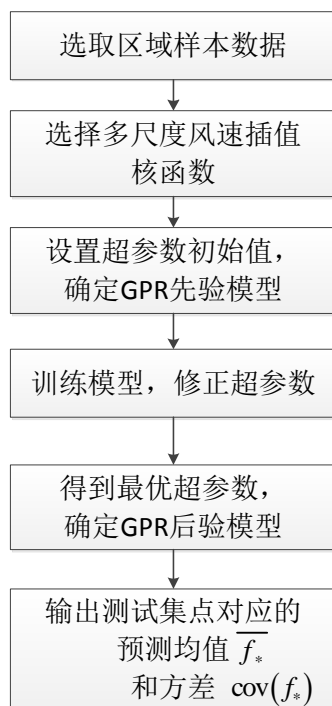 选取区域样本数据
选择多尺度风速插值
核函数
设置超参数初始值，
确定GPR先验模型
训练模型，修正超参数
得到最优超参数，
确定GPR后验模型
输出测试集点对应的
预测均值 $\overline{f_*}$
和方差 $\mathrm{cov}(f_*)$